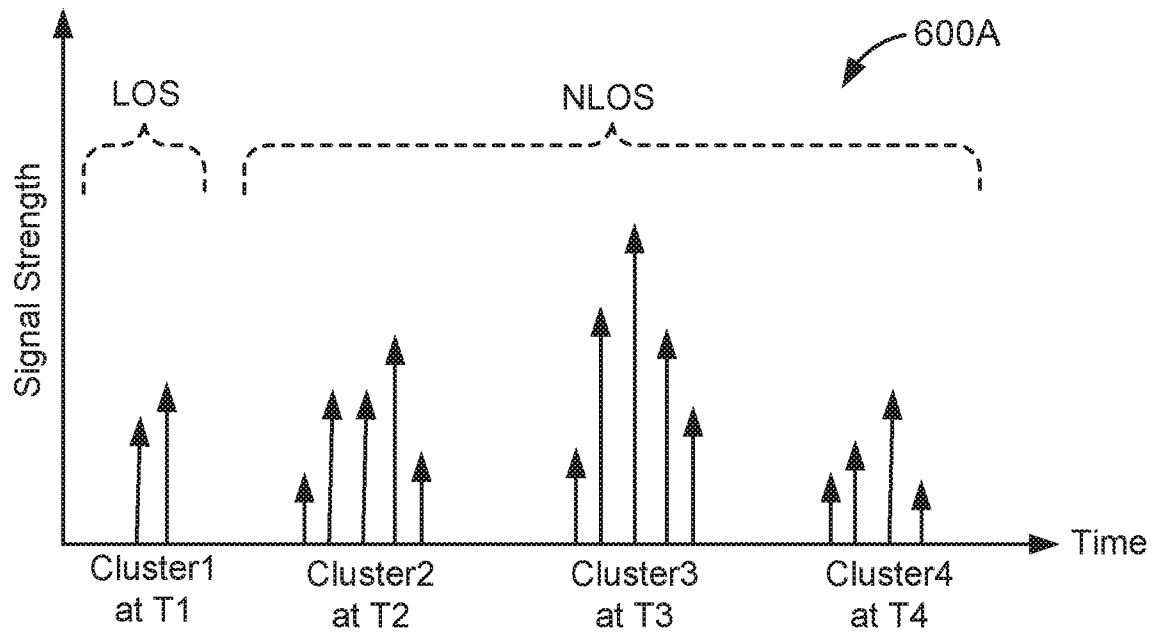 600A
LOS
NLOS
Signal Strength
Time
Cluster1
at T1
Cluster2
at T2
Cluster3
at T3
Cluster4
at T4